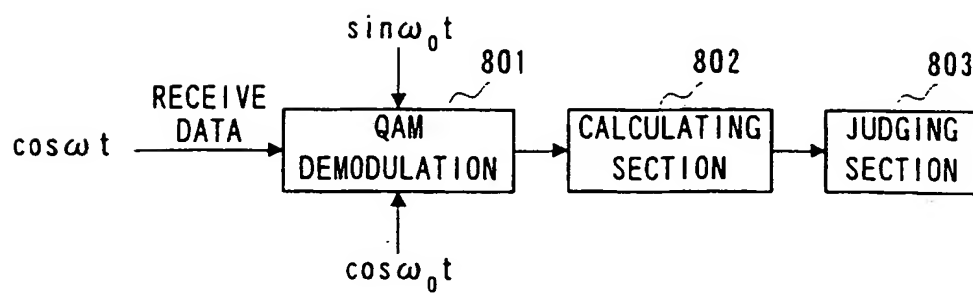 sinω₀t
801
802
803
RECEIVE
DATA
cosωt
QAM
DEMODULATION
CALCULATING
SECTION
JUDGING
SECTION
cosω₀t